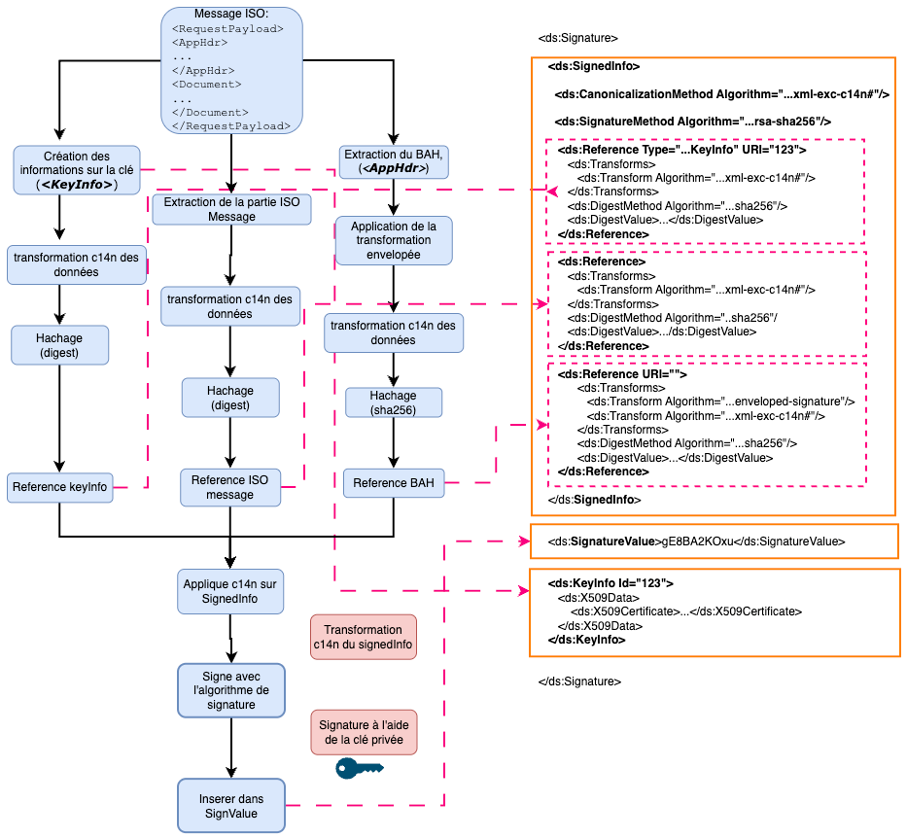 Message ISO:
<RequestPayload>
<AppHdr>
...
</AppHdr>
<Document>
...
</Document>
</RequestPayload>
Création des
informations sur la clé
(<KeyInfo>)
transformation c14n des
données
Hachage
(digest)
Reference keyInfo
Extraction de la partie ISO
Message
transformation c14n des
données
Hachage
(digest)
Reference ISO
message
Extraction du BAH,
(<AppHdr>)
Application de la
transformation
envelopée
transformation c14n des
données
Hachage
(sha256)
Reference BAH
Applique c14n sur
SignedInfo
Signe avec
l'algorithme de
signature
Inserer dans
SignValue
Transformation
c14n du signedInfo
Signature à l'aide
de la clé privée
<ds:Signature>
<ds:SignedInfo>
<ds:CanonicalizationMethod Algorithm="...xml-exc-c14n#"/>
<ds:SignatureMethod Algorithm="...rsa-sha256"/>
<ds:Reference Type="...KeyInfo" URI="123">
<ds:Transforms>
<ds:Transform Algorithm="...xml-exc-c14n#"/>
</ds:Transforms>
<ds:DigestMethod Algorithm="...sha256"/>
<ds:DigestValue>...</ds:DigestValue>
</ds:Reference>
<ds:Reference>
<ds:Transforms>
<ds:Transform Algorithm="...xml-exc-c14n#"/>
</ds:Transforms>
<ds:DigestMethod Algorithm="..sha256"/
<ds:DigestValue>.../ds:DigestValue>
</ds:Reference>
<ds:Reference URI="">
<ds:Transforms>
<ds:Transform Algorithm="...enveloped-signature"/>
<ds:Transform Algorithm="...xml-exc-c14n#"/>
</ds:Transforms>
<ds:DigestMethod Algorithm="...sha256"/>
<ds:DigestValue>...</ds:DigestValue>
</ds:Reference>
</ds:SignedInfo>
<ds:SignatureValue>gE8BA2KOxu</ds:SignatureValue>
<ds:KeyInfo Id="123">
<ds:X509Data>
<ds:X509Certificate>...</ds:X509Certificate>
</ds:X509Data>
</ds:KeyInfo>
</ds:Signature>